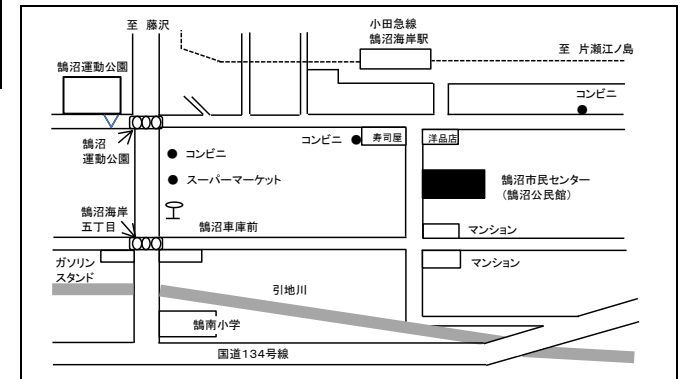 至 藤沢
小田急線
鵠沼海岸駅
至 片瀬江ノ島
鵠沼運動公園
コンビニ
鵠沼
運動公園
コンビニ
寿司屋
洋品店
コンビニ
スーパーマーケット
鵠沼市民センター
(鵠沼公民館)
鵠沼海岸
五丁目
鵠沼車庫前
マンション
ガソリン
スタンド
マンション
引地川
鵠南小学
国道134号線